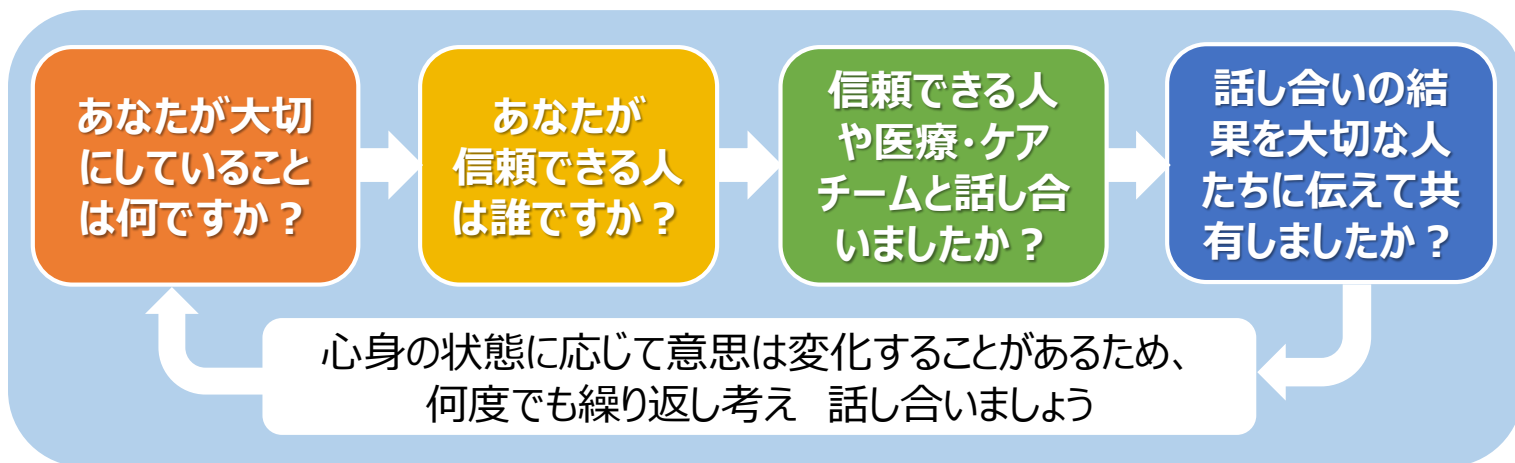 あなたが大切
にしていること
は何ですか？
あなたが
信頼できる人
は誰ですか？
信頼できる人
や医療・ケア
チームと話し合
いましたか？
話し合いの結
果を大切な人
たちに伝えて共
有しましたか？
心身の状態に応じて意思は変化することがあるため、
何度でも繰り返し考え　話し合いましょう